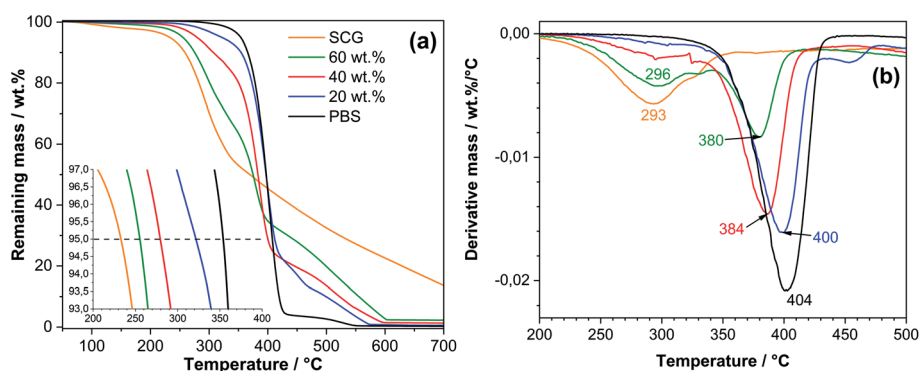 (a)
SCG
60 wt.%
40 wt.%
20 wt.%
PBS
Remaining mass / wt.%
100
80
60
40
20
0
97,0
96,5
96,0
95,5
95,0
94,5
94,0
93,5
93,0
200 250 300 350 400
100 200 300 400 500 600 700
Temperature / °C
(b)
Derivative mass / wt.%/°C
0,00
-0,01
-0,02
296
293
380
384
400
404
200 250 300 350 400 450 500
Temperature / °C